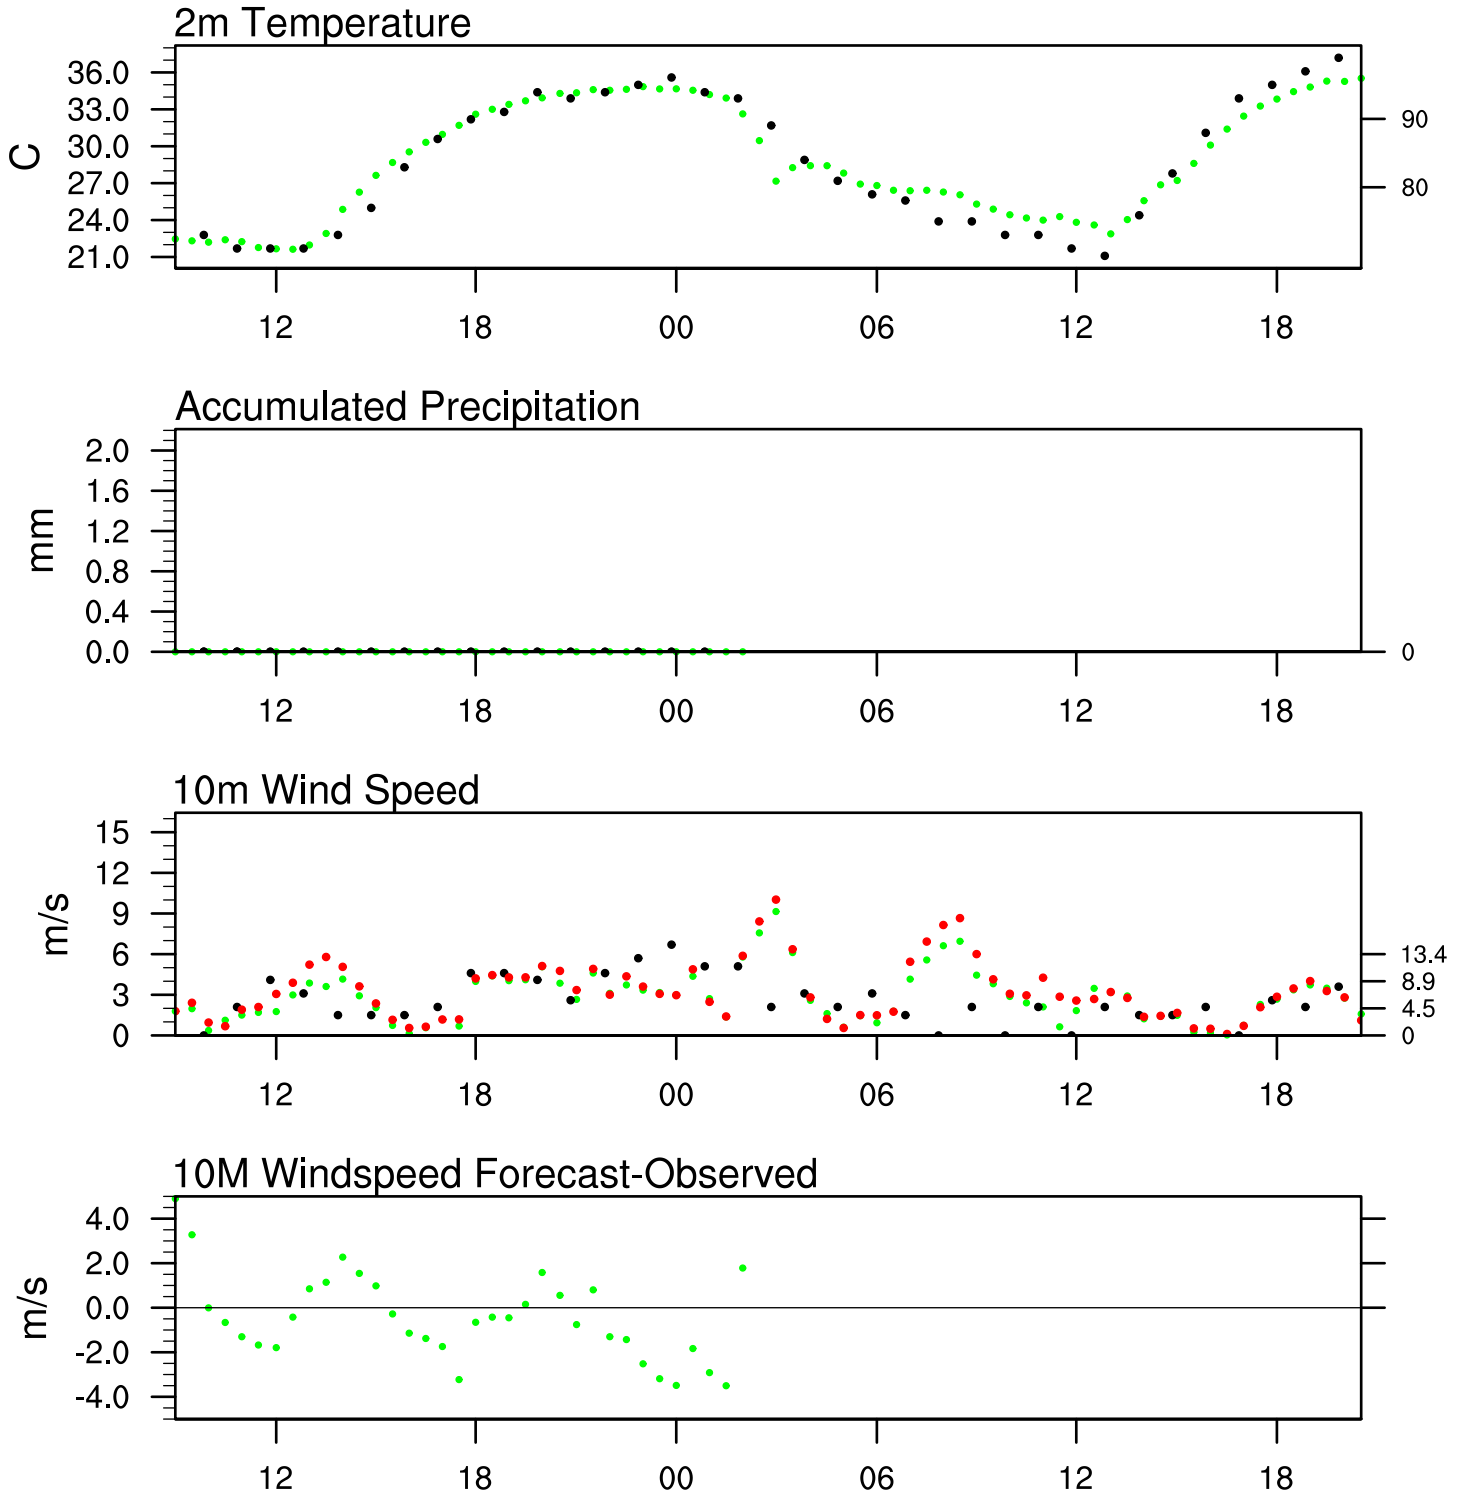 2m Temperature
36.0
33.0
30.0
27.0
24.0
21.0
C
90
80
12 18 00 06 12 18
Accumulated Precipitation
2.0
1.6
1.2
0.8
0.4
0.0
mm
0
12 18 00 06 12 18
10m Wind Speed
15
12
9
6
3
0
m/s
13.4
8.9
4.5
0
12 18 00 06 12 18
10M Windspeed Forecast-Observed
4.0
2.0
0.0
-2.0
-4.0
m/s
12 18 00 06 12 18